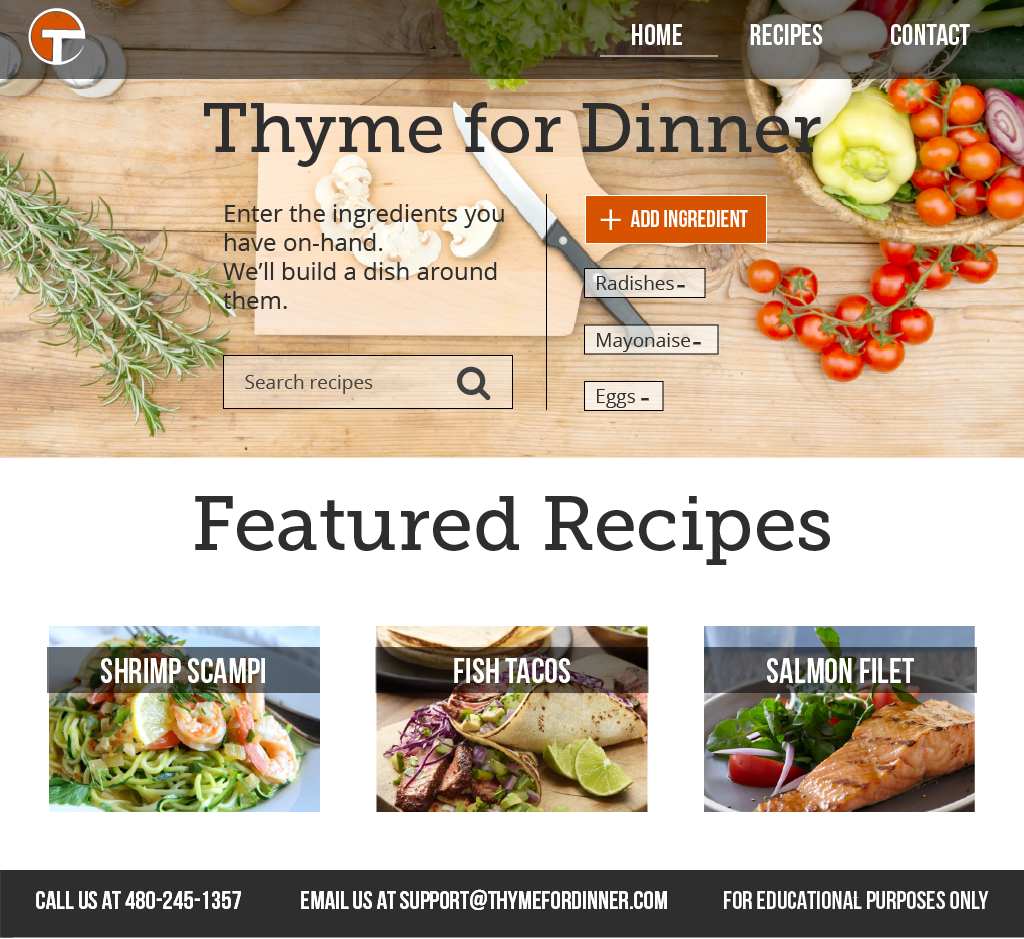 T
HOME
RECIPES
CONTACT
Thyme for Dinner
Enter the ingredients you
have on-hand.
We’ll build a dish around
them.
Search recipes
+ ADD INGREDIENT
Radishes-
Mayonaise-
Eggs -
Featured Recipes
SHRIMP SCAMPI
FISH TACOS
SALMON FILET
CALL US AT 480-245-1357
EMAIL US AT SUPPORT@THYMEFORDINNER.COM
FOR EDUCATIONAL PURPOSES ONLY